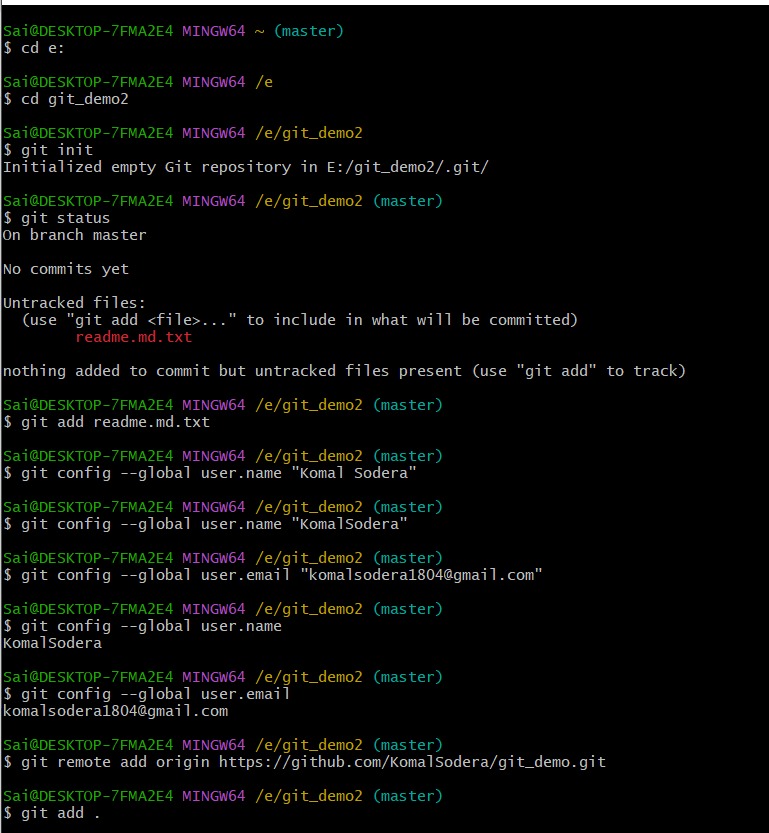 Sai@DESKTOP-7FMA2E4 MINGW64 ~ (master)
$ cd e:
Sai@DESKTOP-7FMA2E4 MINGW64 /e
$ cd git_demo2
Sai@DESKTOP-7FMA2E4 MINGW64 /e/git_demo2
$ git init
Initialized empty Git repository in E:/git_demo2/.git/
Sai@DESKTOP-7FMA2E4 MINGW64 /e/git_demo2 (master)
$ git status
On branch master
No commits yet
Untracked files:
  (use "git add <file>..." to include in what will be committed)
        readme.md.txt
nothing added to commit but untracked files present (use "git add" to track)
Sai@DESKTOP-7FMA2E4 MINGW64 /e/git_demo2 (master)
$ git add readme.md.txt
Sai@DESKTOP-7FMA2E4 MINGW64 /e/git_demo2 (master)
$ git config --global user.name "Komal Sodera"
Sai@DESKTOP-7FMA2E4 MINGW64 /e/git_demo2 (master)
$ git config --global user.name "KomalSodera"
Sai@DESKTOP-7FMA2E4 MINGW64 /e/git_demo2 (master)
$ git config --global user.email "komalsodera1804@gmail.com"
Sai@DESKTOP-7FMA2E4 MINGW64 /e/git_demo2 (master)
$ git config --global user.name
KomalSodera
Sai@DESKTOP-7FMA2E4 MINGW64 /e/git_demo2 (master)
$ git config --global user.email
komalsodera1804@gmail.com
Sai@DESKTOP-7FMA2E4 MINGW64 /e/git_demo2 (master)
$ git remote add origin https://github.com/KomalSodera/git_demo.git
Sai@DESKTOP-7FMA2E4 MINGW64 /e/git_demo2 (master)
$ git add .